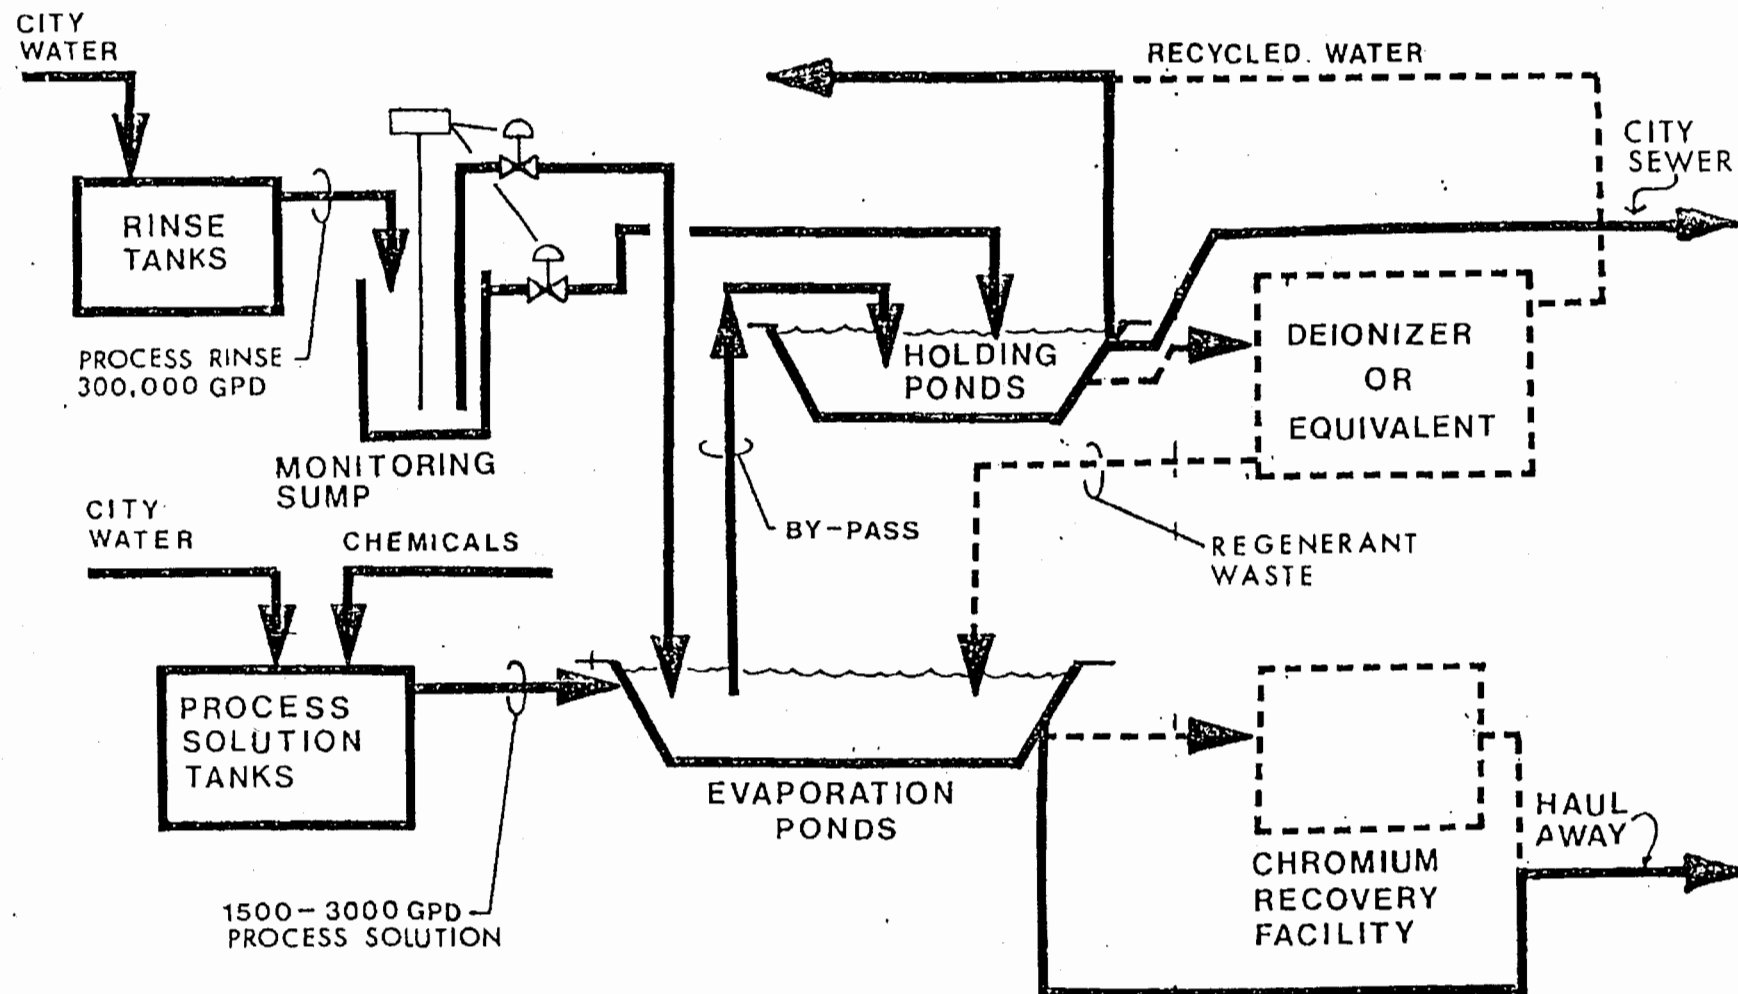 CITY
WATER
RECYCLED. WATER
CITY
SEWER
RINSE
TANKS
PROCESS RINSE
300,000 GPD
MONITORING
SUMP
HOLDING
PONDS
DEIONIZER
OR
EQUIVALENT
BY-PASS
REGENERANT
WASTE
CITY
WATER
CHEMICALS
PROCESS
SOLUTION
TANKS
EVAPORATION
PONDS
1500-3000 GPD
PROCESS SOLUTION
CHROMIUM
RECOVERY
FACILITY
HAUL
AWAY